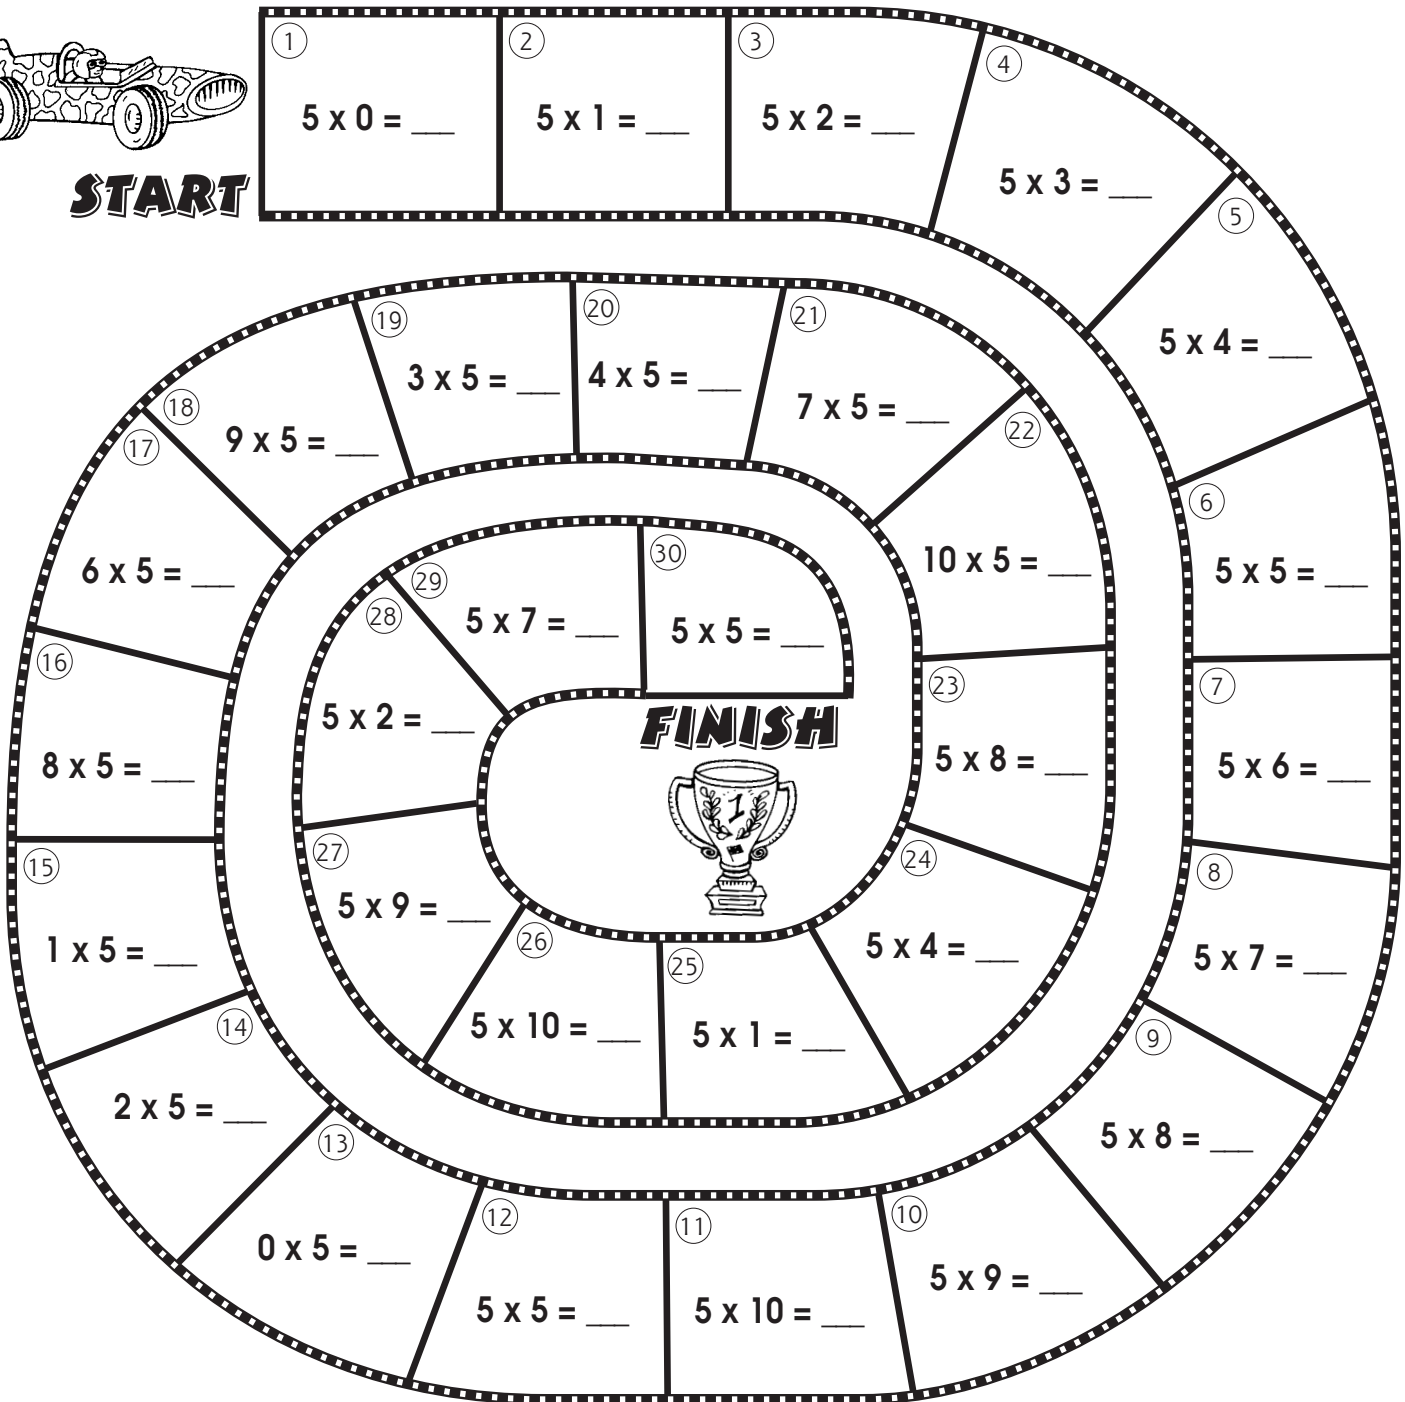 START
1
5 x 0 = ___
2
5 x 1 = ___
3
5 x 2 = ___
4
5 x 3 = ___
5
5 x 4 = ___
6
5 x 5 = ___
7
5 x 6 = ___
8
5 x 7 = ___
9
5 x 8 = ___
10
5 x 9 = ___
11
5 x 10 = ___
12
5 x 5 = ___
13
0 x 5 = ___
14
2 x 5 = ___
15
1 x 5 = ___
16
8 x 5 = ___
17
6 x 5 = ___
18
9 x 5 = ___
19
3 x 5 = ___
20
4 x 5 = ___
21
7 x 5 = ___
22
10 x 5 = ___
23
5 x 8 = ___
24
5 x 4 = ___
25
5 x 1 = ___
26
5 x 10 = ___
27
5 x 9 = ___
28
5 x 2 = ___
29
5 x 7 = ___
30
5 x 5 = ___
FINISH
1